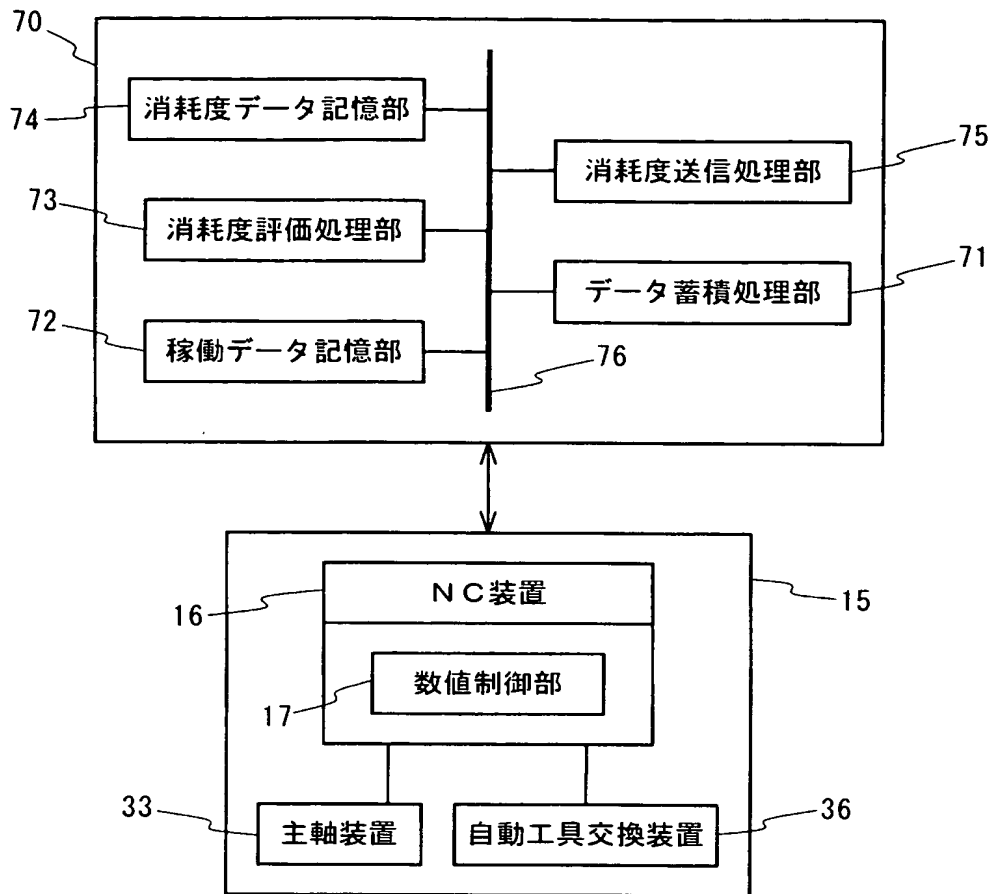 70
74
消耗度データ記憶部
75
消耗度送信処理部
73
消耗度評価処理部
71
データ蓄積処理部
72
稼働データ記憶部
76
16
NC装置
15
17
数値制御部
33
主軸装置
自動工具交換装置
36